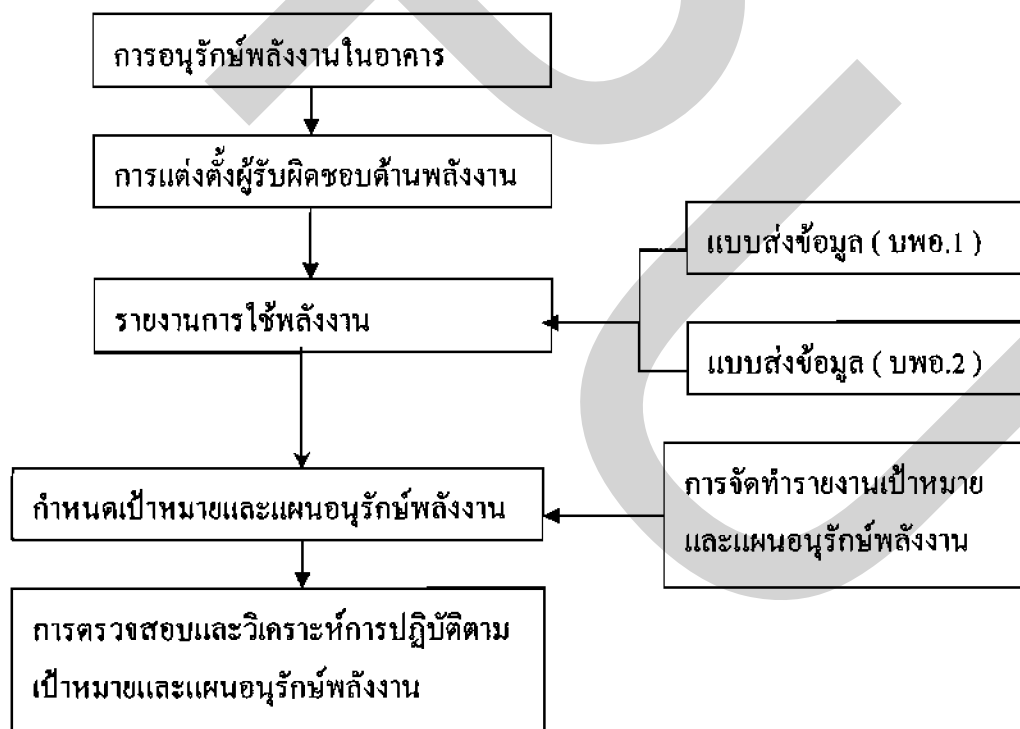 การอนุรักษ์พลังงานในอาคาร
การแต่งตั้งผู้รับผิดชอบด้านพลังงาน
แบบส่งข้อมูล ( บพอ.1 )
รายงานการใช้พลังงาน
แบบส่งข้อมูล ( บพอ.2 )
กำหนดเป้าหมายและแผนอนุรักษ์พลังงาน
การจัดทำรายงานเป้าหมาย
และแผนอนุรักษ์พลังงาน
การตรวจสอบและวิเคราะห์การปฏิบัติตาม
เป้าหมายและแผนอนุรักษ์พลังงาน